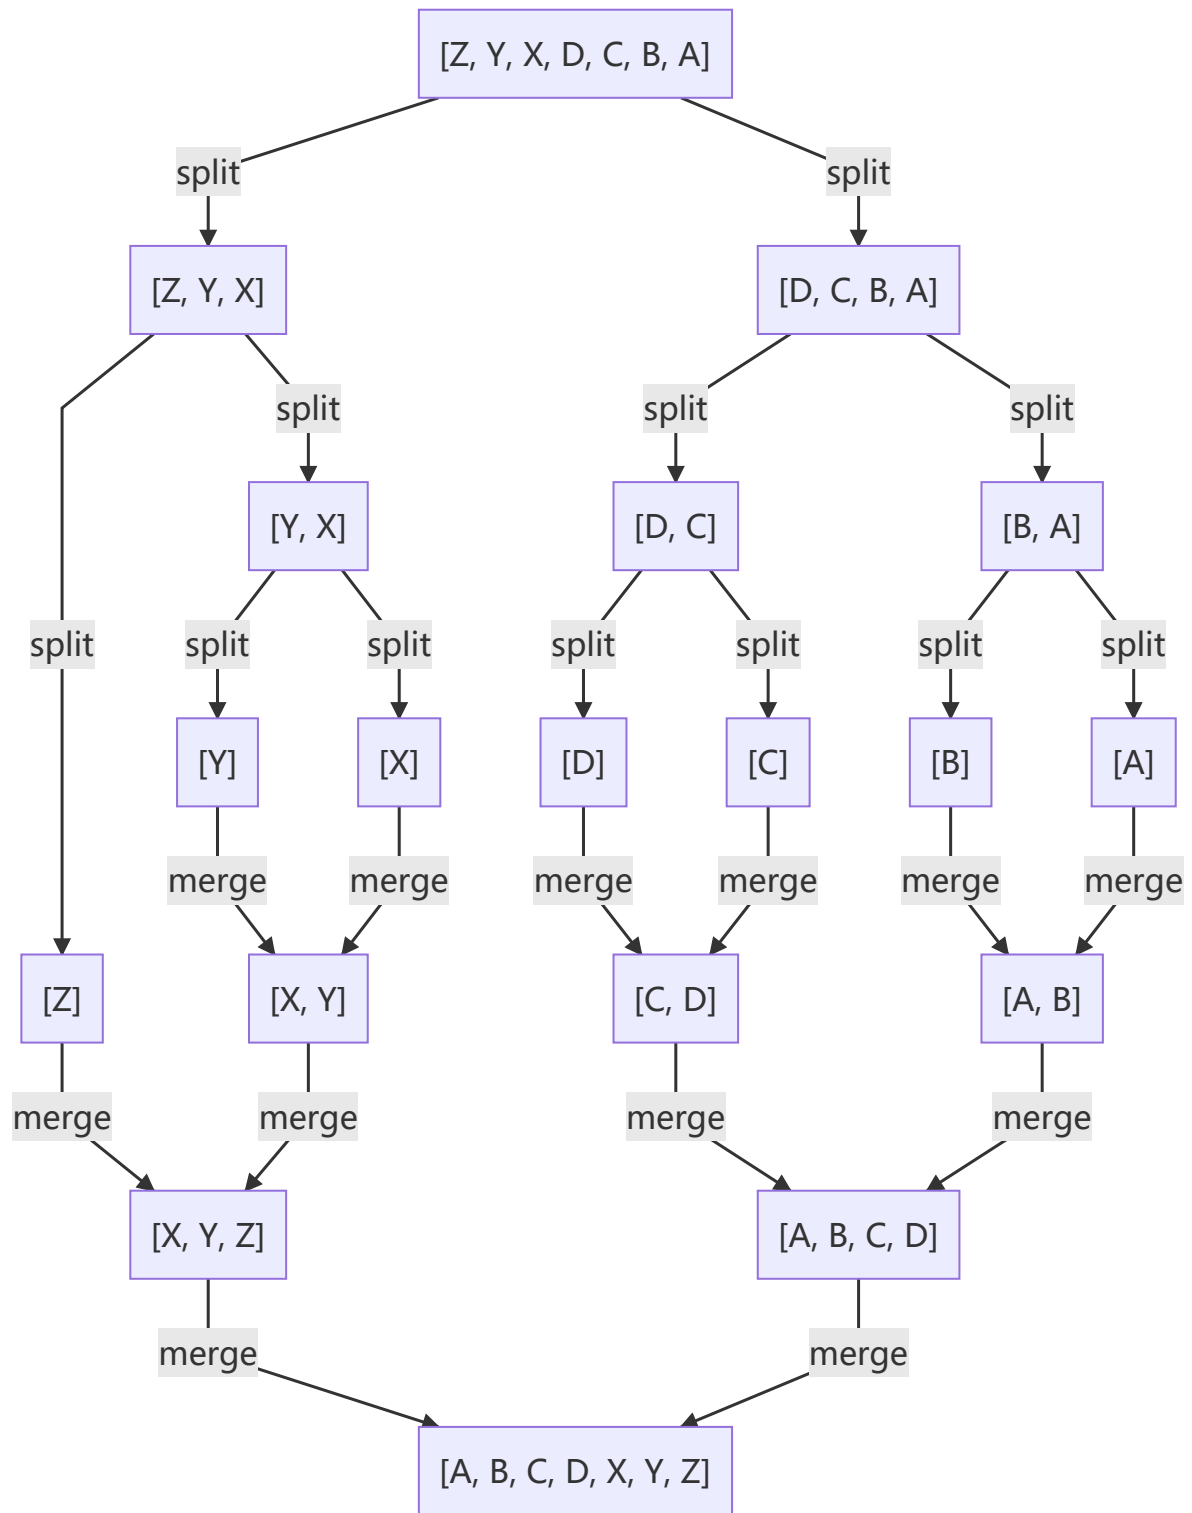 [Z, Y, X, D, C, B, A]
split
split
[Z, Y, X]
[D, C, B, A]
split
split
split
[Y, X]
[D, C]
[B, A]
split
split
split
split
split
split
split
[Y]
[X]
[D]
[C]
[B]
[A]
merge
merge
merge
merge
merge
merge
[Z]
[X, Y]
[C, D]
[A, B]
merge
merge
merge
merge
[X, Y, Z]
[A, B, C, D]
merge
merge
[A, B, C, D, X, Y, Z]